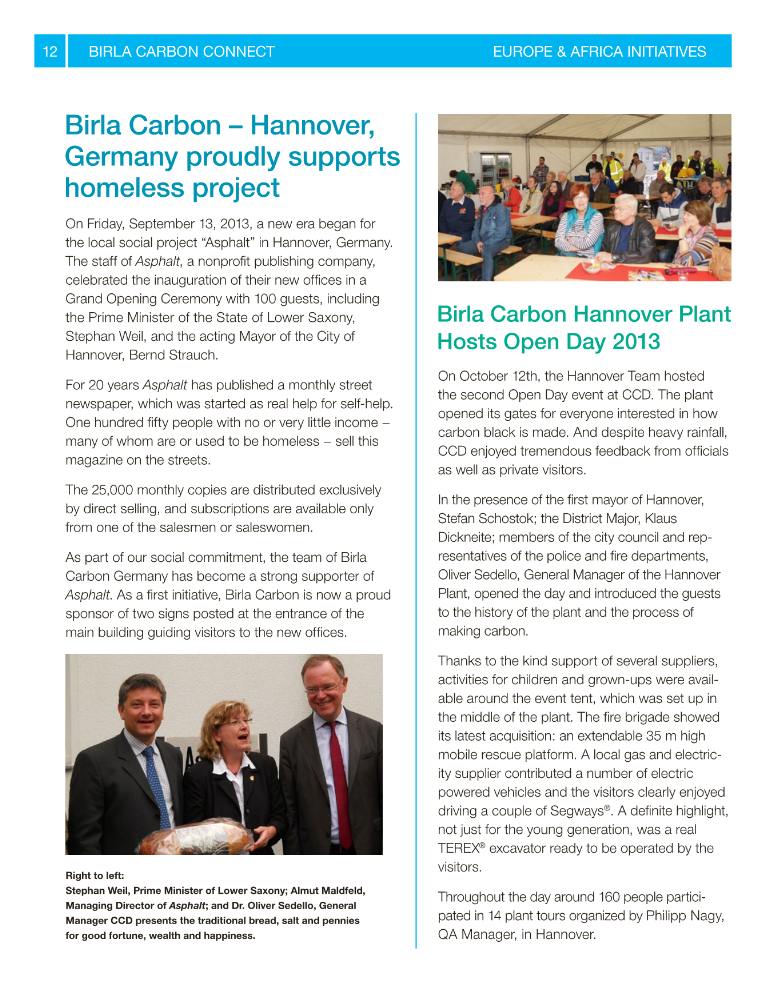 12 BIRLA CARBON CONNECT EUROPE & AFRICA INITIATIVES
Birla Carbon – Hannover,
Germany proudly supports
homeless project
On Friday, September 13, 2013, a new era began for
the local social project “Asphalt” in Hannover, Germany.
The staff of Asphalt, a nonprofit publishing company,
celebrated the inauguration of their new offices in a
Grand Opening Ceremony with 100 guests, including
the Prime Minister of the State of Lower Saxony,
Stephan Weil, and the acting Mayor of the City of
Hannover, Bernd Strauch.
For 20 years Asphalt has published a monthly street
newspaper, which was started as real help for self-help.
One hundred fifty people with no or very little income –
many of whom are or used to be homeless – sell this
magazine on the streets.
The 25,000 monthly copies are distributed exclusively
by direct selling, and subscriptions are available only
from one of the salesmen or saleswomen.
As part of our social commitment, the team of Birla
Carbon Germany has become a strong supporter of
Asphalt. As a first initiative, Birla Carbon is now a proud
sponsor of two signs posted at the entrance of the
main building guiding visitors to the new offices.
Right to left:
Stephan Weil, Prime Minister of Lower Saxony; Almut Maldfeld,
Managing Director of Asphalt; and Dr. Oliver Sedello, General
Manager CCD presents the traditional bread, salt and pennies
for good fortune, wealth and happiness.
Birla Carbon Hannover Plant
Hosts Open Day 2013
On October 12th, the Hannover Team hosted
the second Open Day event at CCD. The plant
opened its gates for everyone interested in how
carbon black is made. And despite heavy rainfall,
CCD enjoyed tremendous feedback from officials
as well as private visitors.
In the presence of the first mayor of Hannover,
Stefan Schostok; the District Major, Klaus
Dickneite; members of the city council and rep-
resentatives of the police and fire departments,
Oliver Sedello, General Manager of the Hannover
Plant, opened the day and introduced the guests
to the history of the plant and the process of
making carbon.
Thanks to the kind support of several suppliers,
activities for children and grown-ups were avail-
able around the event tent, which was set up in
the middle of the plant. The fire brigade showed
its latest acquisition: an extendable 35 m high
mobile rescue platform. A local gas and electric-
ity supplier contributed a number of electric
powered vehicles and the visitors clearly enjoyed
driving a couple of Segways®. A definite highlight,
not just for the young generation, was a real
TEREX® excavator ready to be operated by the
visitors.
Throughout the day around 160 people partici-
pated in 14 plant tours organized by Philipp Nagy,
QA Manager, in Hannover.